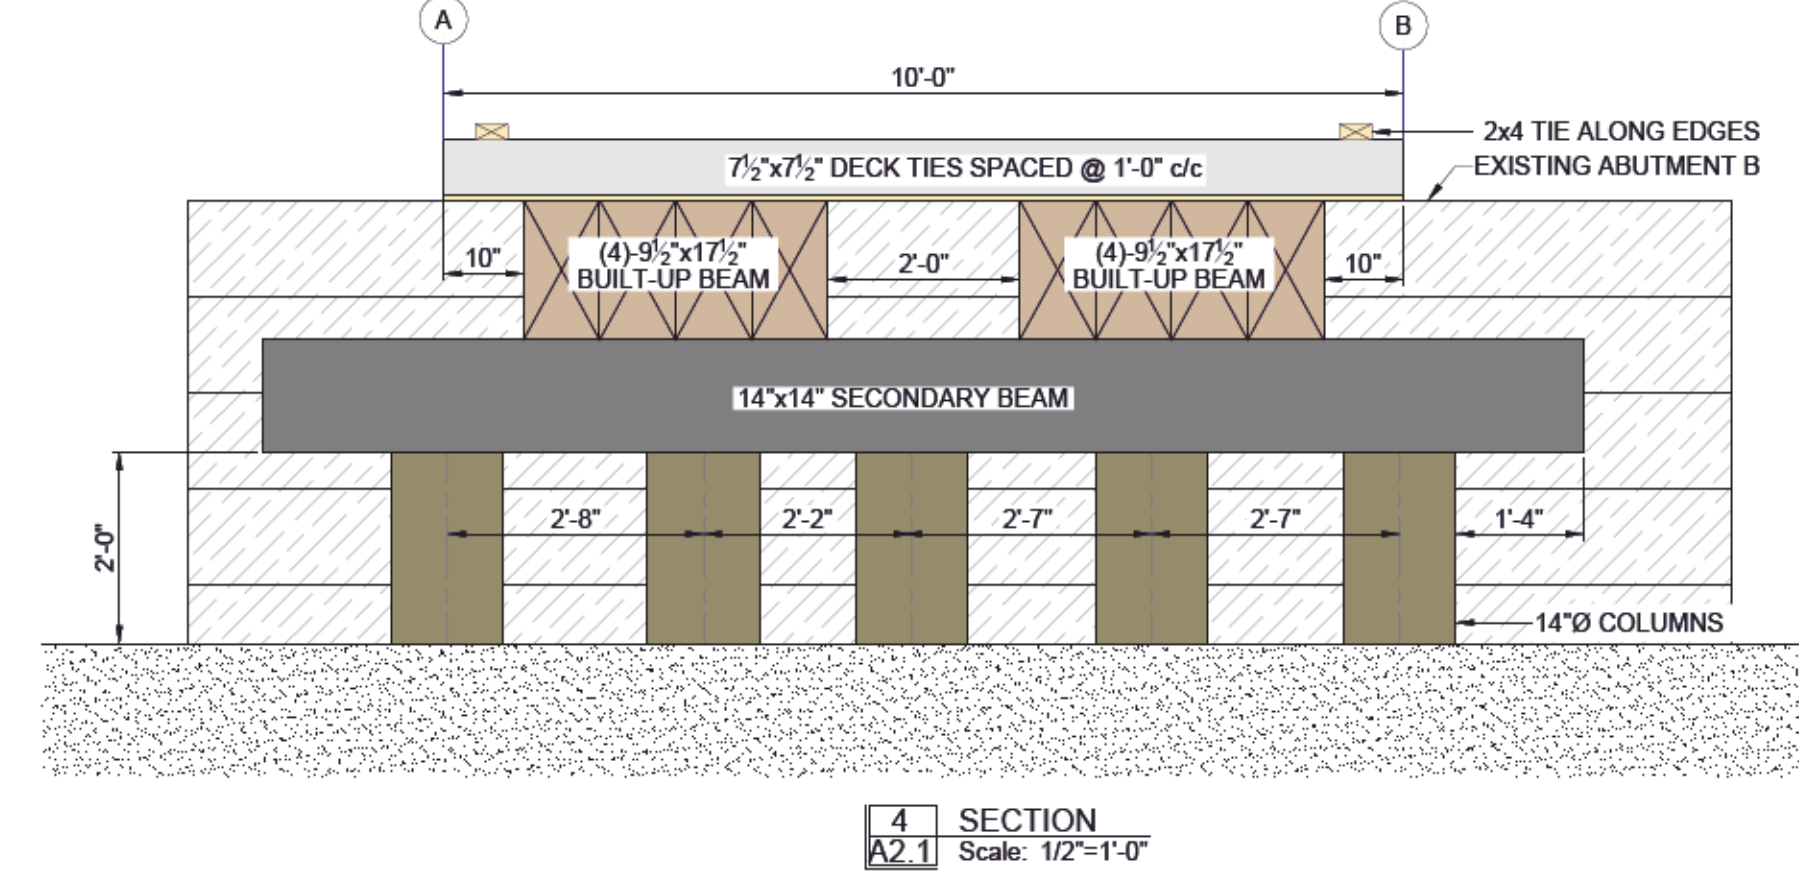 A
B
10'-0"
2x4 TIE ALONG EDGES
7½"x7½" DECK TIES SPACED @ 1'-0" c/c
EXISTING ABUTMENT B
10"
(4)-9½"x17½"
BUILT-UP BEAM
2'-0"
(4)-9½"x17½"
BUILT-UP BEAM
10"
14"x14" SECONDARY BEAM
2'-0"
2'-8"
2'-2"
2'-7"
2'-7"
1'-4"
14"Ø COLUMNS
4
SECTION
A2.1
Scale: 1/2"=1'-0"